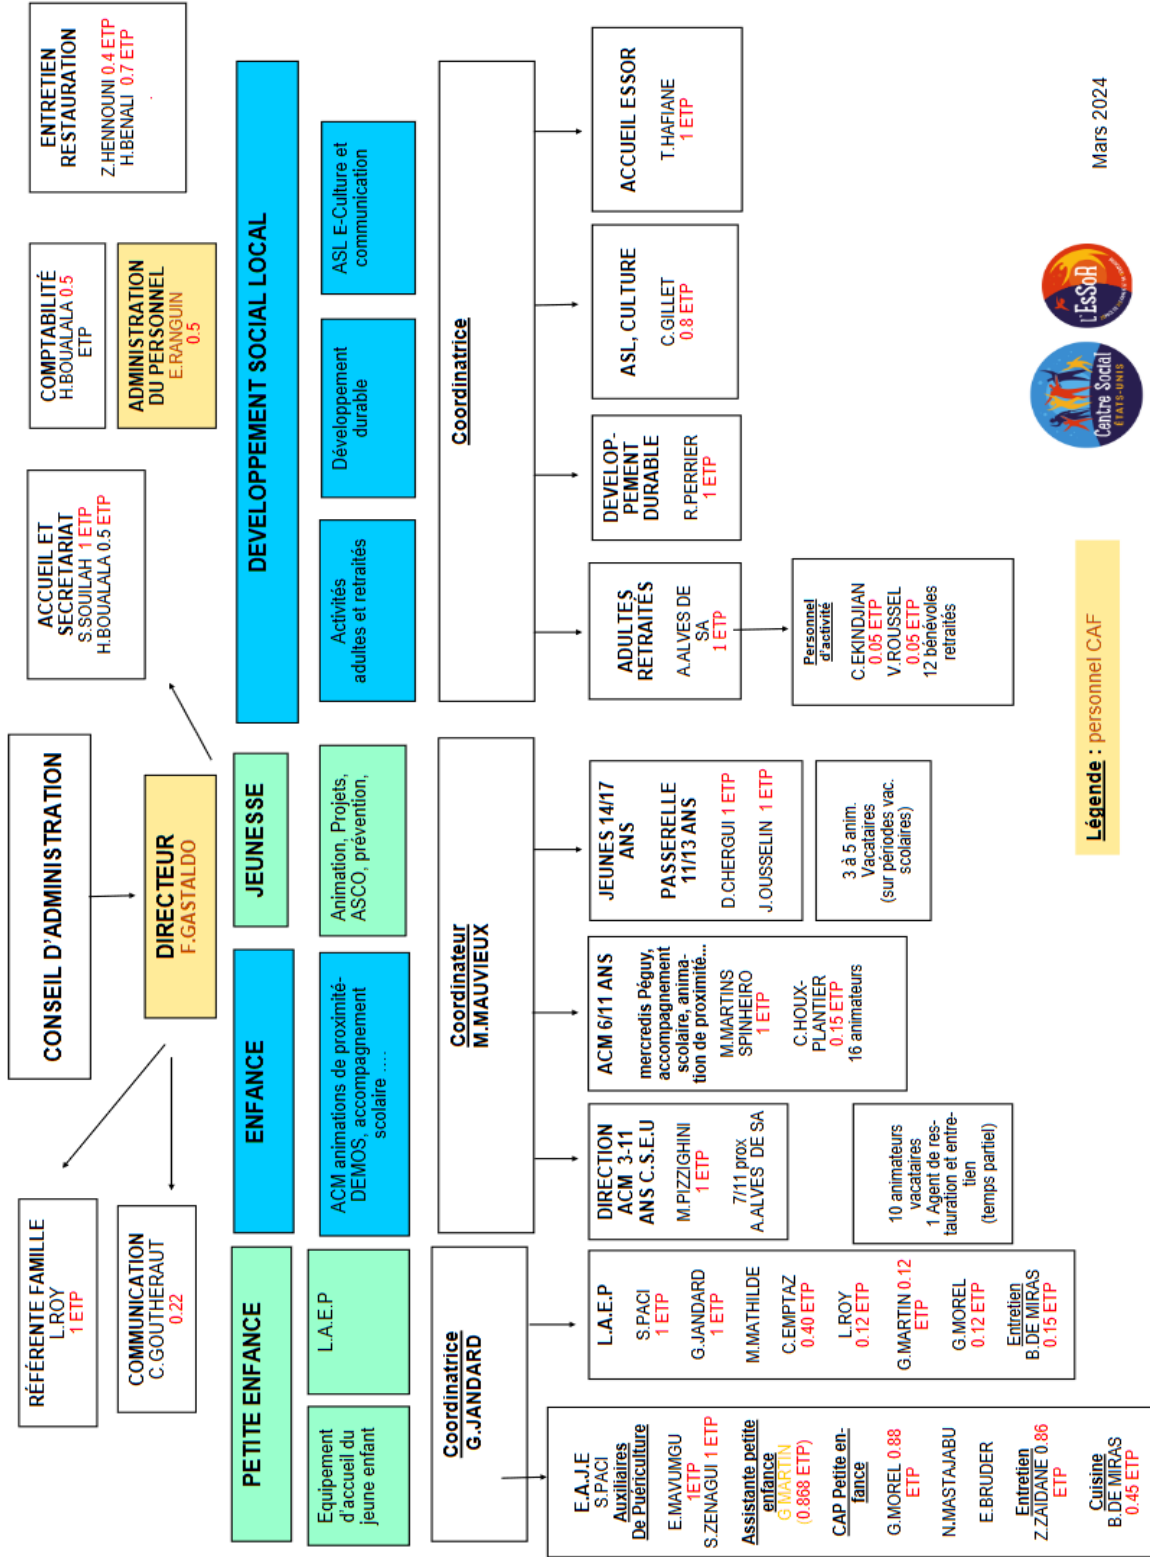 CONSEIL D'ADMINISTRATION
DIRECTEUR
F.GASTALDO
RÉFÉRENTE FAMILLE
L.ROY
1 ETP
COMMUNICATION
C.GOUTHERAUT
0.22
ACCUEIL ET
SECRETARIAT
S.SOUILAH 1 ETP
H.BOUALALA 0.5 ETP
COMPTABILITÉ
H.BOUALALA 0.5
ETP
ADMINISTRATION
DU PERSONNEL
E.RANGUIN
0.5
ENTRETIEN
RESTAURATION
Z.HENNOUNI 0.4 ETP
H.BENALI 0.7 ETP
PETITE ENFANCE
ENFANCE
JEUNESSE
DEVELOPPEMENT SOCIAL LOCAL
Equipement
d'accueil du
jeune enfant
L.A.E.P
ACM animations de proximité-
DEMOS, accompagnement
scolaire ....
Animation, Projets,
ASCO, prévention,
Activités
adultes et retraités
Développement
durable
ASL E-Culture et
communication
Coordinatrice
G.JANDARD
Coordinateur
M.MAUVIEUX
Coordinatrice
E.A.J.E
S.PACI
Auxiliaires
De Puériculture
E.MAVUMGU
1ETP
S.ZENAGUI 1 ETP
Assistante petite
enfance
G MARTIN
(0.868 ETP)
CAP Petite en-
fance
G.MOREL 0.88
ETP
N.MASTAJABU
E.BRUDER
Entretien
Z.ZAIDANE 0.86
ETP
Cuisine
B.DE MIRAS
0.45 ETP
L.A.E.P
S.PACI
1 ETP
G.JANDARD
1 ETP
M.MATHILDE
C.EMPTAZ
0.40 ETP
L.ROY
0.12 ETP
G.MARTIN 0.12
ETP
G.MOREL
0.12 ETP
Entretien
B.DE MIRAS
0.15 ETP
DIRECTION
ACM 3-11
ANS C.S.E.U
M.PIZZIGHINI
1 ETP
7/11 prox
A.ALVES DE SA
10 animateurs
vacataires
1 Agent de res-
tauration et entre-
tien
(temps partiel)
ACM 6/11 ANS
mercredis Péguy,
accompagnement
scolaire, anima-
tion de proximité...
M.MARTINS
SPINHEIRO
1 ETP
C.HOUX-
PLANTIER
0.15 ETP
16 animateurs
JEUNES 14/17
ANS
PASSERELLE
11/13 ANS
D.CHERGUI 1 ETP
J.OUSSELIN 1 ETP
3 à 5 anim.
Vacataires
(sur périodes vac.
scolaires)
ADULTES
RETRAITÉS
A.ALVES DE
SA
1 ETP
Personnel
d'activité
C.EKINDJIAN
0.05 ETP
V.ROUSSEL
0.05 ETP
12 bénévoles
retraités
DEVELOP-
PEMENT
DURABLE
R.PERRIER
1 ETP
ASL, CULTURE
C.GILLET
0.8 ETP
ACCUEIL ESSOR
T.HAFIANE
1 ETP
Légende : personnel CAF
Centre Social
ÉTATS-UNIS
L'ESSoR
Mars 2024